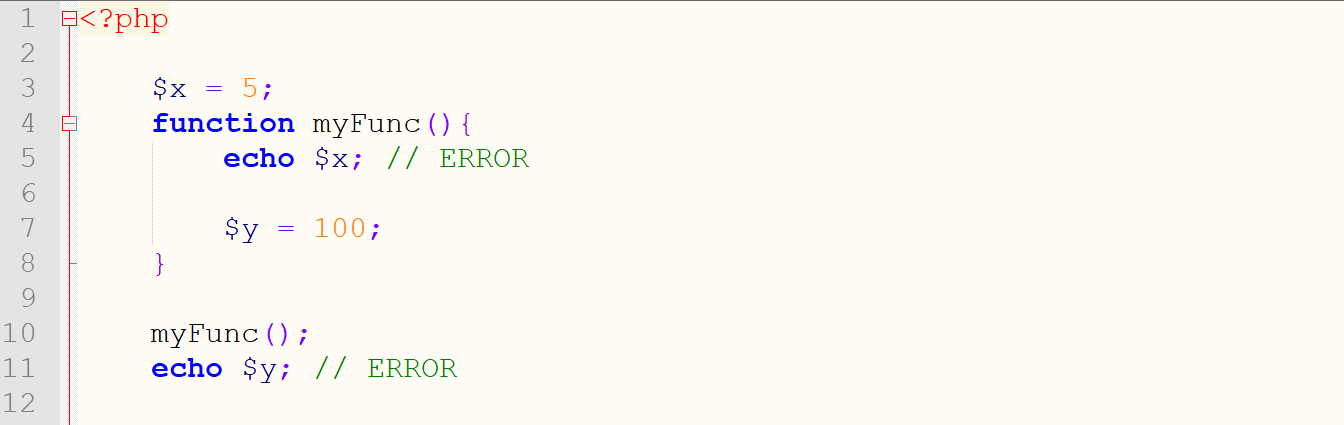 1 <?php
2
3 $x = 5;
4 function myFunc(){
5 echo $x; // ERROR
6
7 $y = 100;
8 }
9
10 myFunc();
11 echo $y; // ERROR
12